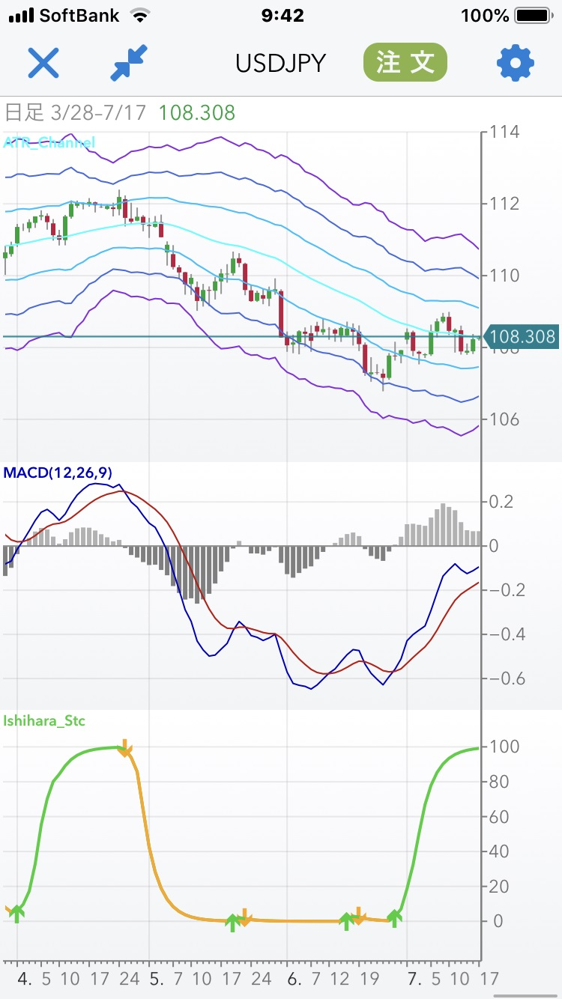 SoftBank 9:42 100%
USDJPY 注文
日足 3/28-7/17 108.308
ATR_Channel
114
112
110
108.308
108
106
MACD(12,26,9)
0.2
0
-0.2
-0.4
-0.6
Ishihara_Stc
100
80
60
40
20
0
4. 5 10 17 24 5. 7 10 17 24 6. 7 12 19 7. 5 10 17